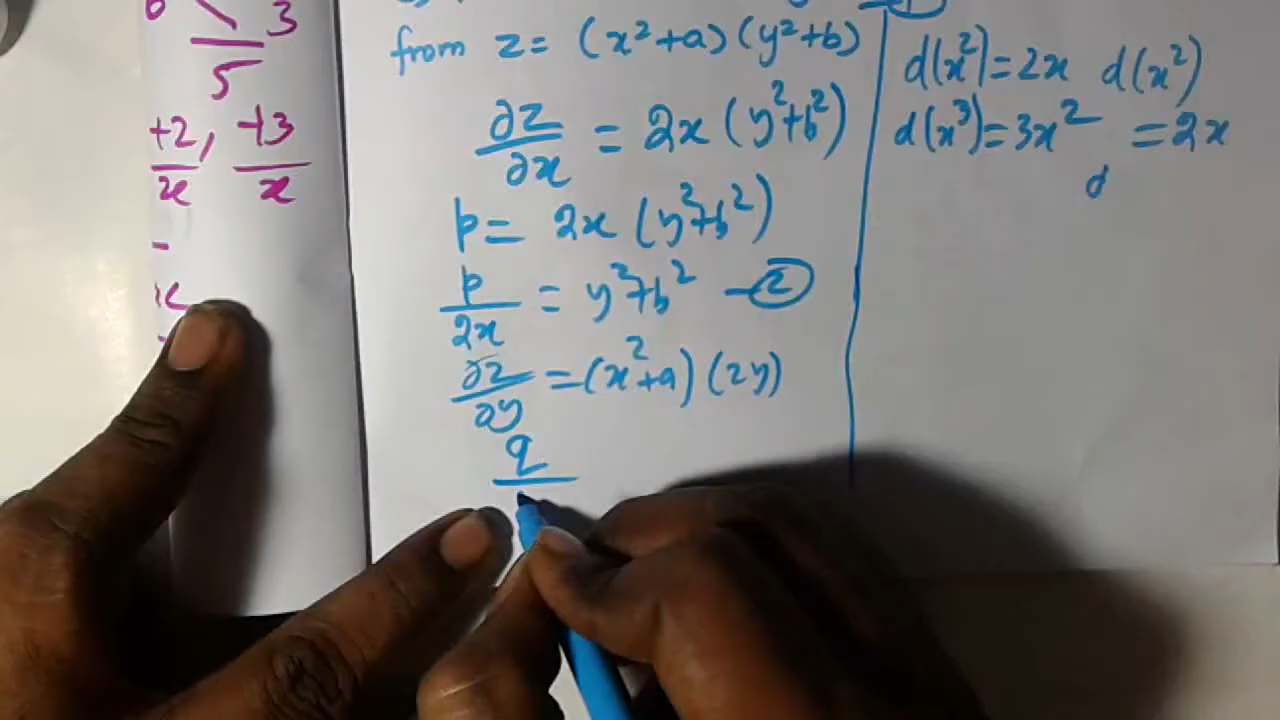 3
5
+2, -13
x x
from z = (x²+a)(y²+b)
∂z/∂x = 2x(y²+b²)
p = 2x(y²+b²)
p/2x = y²+b² -②
∂z/∂y = (x²+a)(2y)
q
d(x²)=2x d(x²)
d(x³)=3x² =2x
d